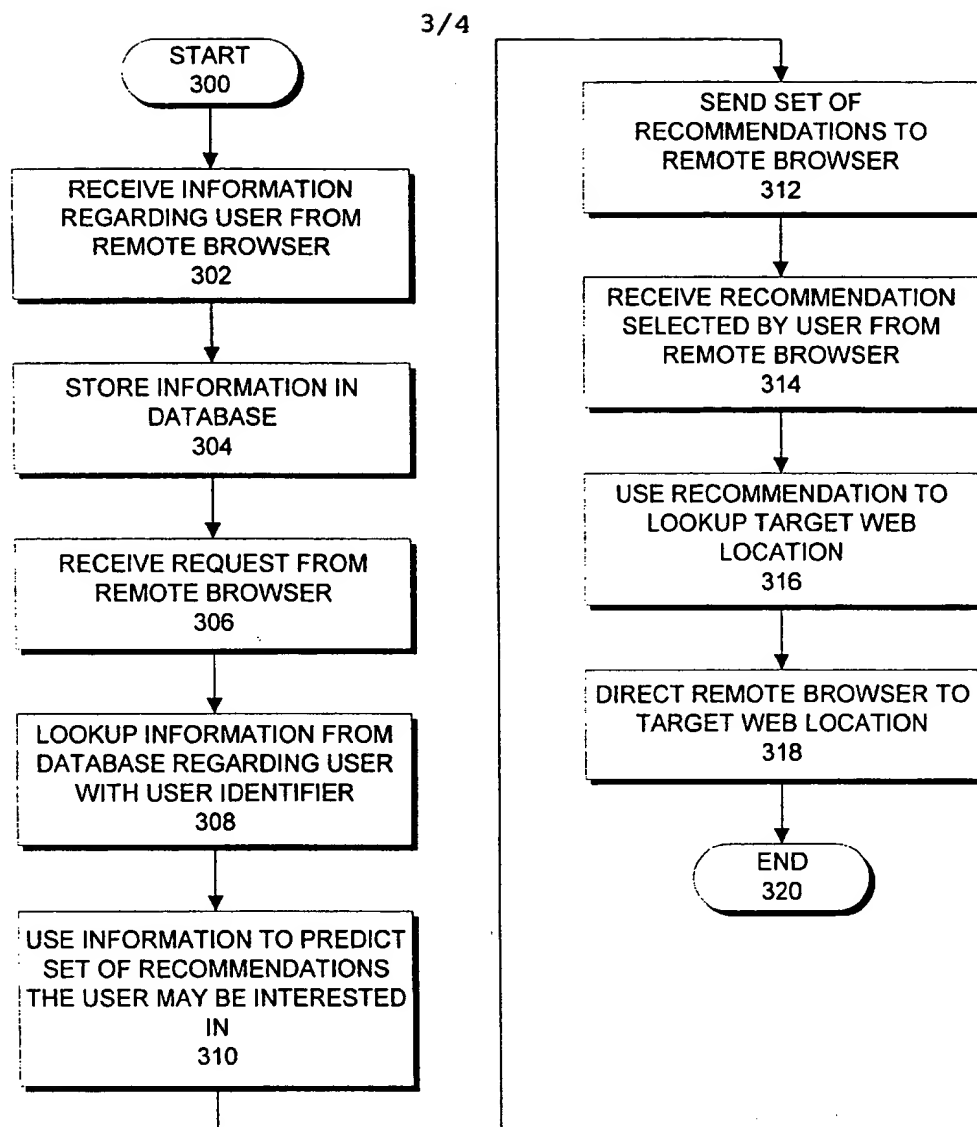 3/4
START
300
RECEIVE INFORMATION
REGARDING USER FROM
REMOTE BROWSER
302
STORE INFORMATION IN
DATABASE
304
RECEIVE REQUEST FROM
REMOTE BROWSER
306
LOOKUP INFORMATION FROM
DATABASE REGARDING USER
WITH USER IDENTIFIER
308
USE INFORMATION TO PREDICT
SET OF RECOMMENDATIONS
THE USER MAY BE INTERESTED
IN
310
SEND SET OF
RECOMMENDATIONS TO
REMOTE BROWSER
312
RECEIVE RECOMMENDATION
SELECTED BY USER FROM
REMOTE BROWSER
314
USE RECOMMENDATION TO
LOOKUP TARGET WEB
LOCATION
316
DIRECT REMOTE BROWSER TO
TARGET WEB LOCATION
318
END
320